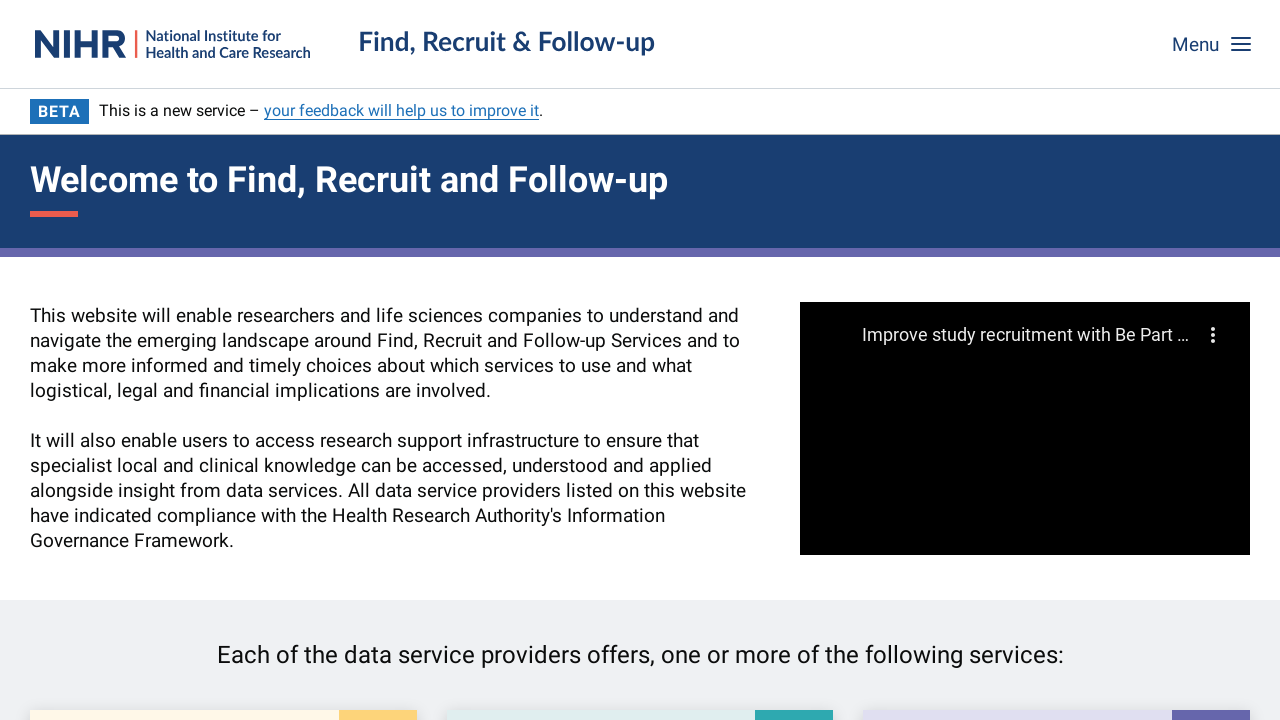 NIHR | National Institute for
Health and Care Research
Find, Recruit & Follow-up
Menu
BETA This is a new service – your feedback will help us to improve it.
Welcome to Find, Recruit and Follow-up
This website will enable researchers and life sciences companies to understand and
navigate the emerging landscape around Find, Recruit and Follow-up Services and to
make more informed and timely choices about which services to use and what
logistical, legal and financial implications are involved.
It will also enable users to access research support infrastructure to ensure that
specialist local and clinical knowledge can be accessed, understood and applied
alongside insight from data services. All data service providers listed on this website
have indicated compliance with the Health Research Authority's Information
Governance Framework.
Improve study recruitment with Be Part ...
Each of the data service providers offers, one or more of the following services: